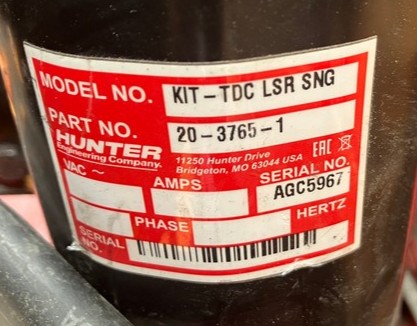 MODEL NO. KIT-TDC LSR SNG
PART NO. 20-3765-1
HUNTER
Engineering Company.
11250 Hunter Drive
Bridgeton, MO 63044 USA
EAC
VAC ~
AMPS
SERIAL NO.
AGC5967
PHASE
HERTZ
SERIAL
NO.